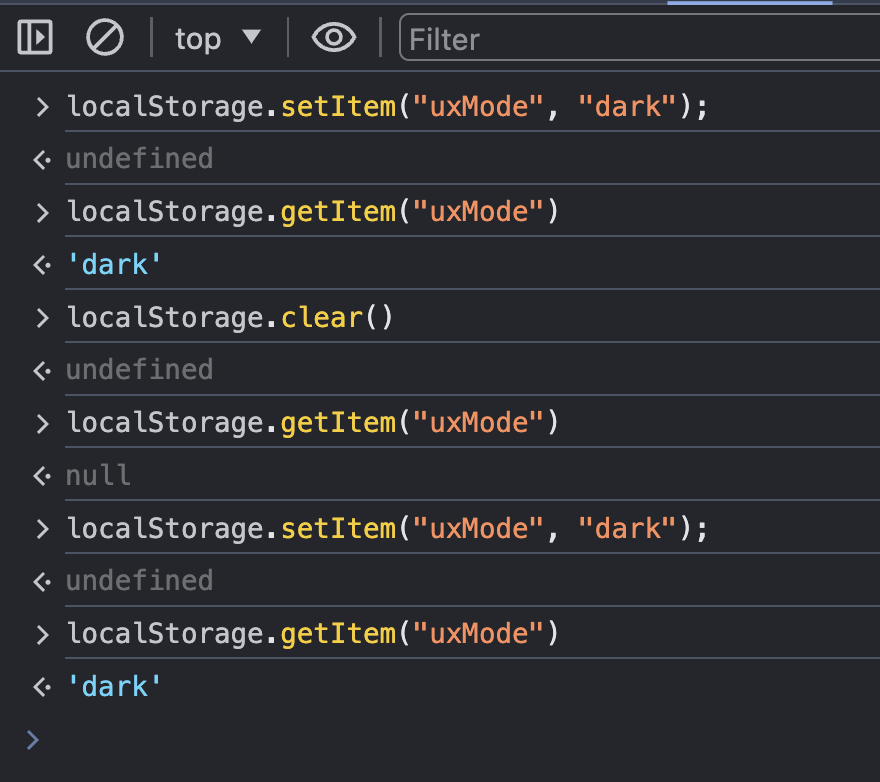 top
Filter
localStorage.setItem("uxMode", "dark");
undefined
localStorage.getItem("uxMode")
'dark'
localStorage.clear()
undefined
localStorage.getItem("uxMode")
null
localStorage.setItem("uxMode", "dark");
undefined
localStorage.getItem("uxMode")
'dark'